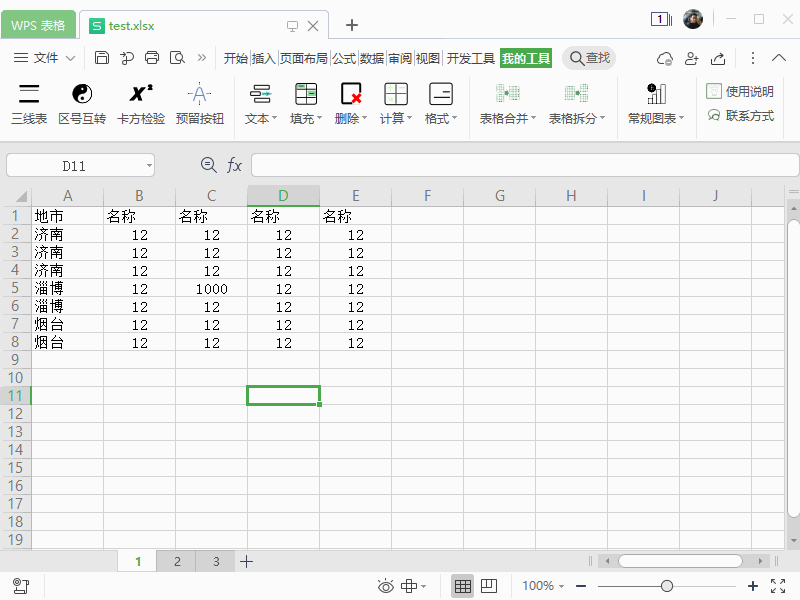 WPS 表格 test.xlsx 1
文件 开始 插入 页面布局 公式 数据 审阅 视图 开发工具 我的工具 查找
三线表 区号互转 卡方检验 预留按钮 文本 填充 删除 计算 格式 表格合并 表格拆分 常规图表 使用说明 联系方式
D11 fx
A B C D E F G H I J
1 地市 名称 名称 名称 名称
2 济南 12 12 12 12
3 济南 12 12 12 12
4 济南 12 12 12 12
5 淄博 12 1000 12 12
6 淄博 12 12 12 12
7 烟台 12 12 12 12
8 烟台 12 12 12 12
9
10
11
12
13
14
15
16
17
18
19
1 2 3
100%